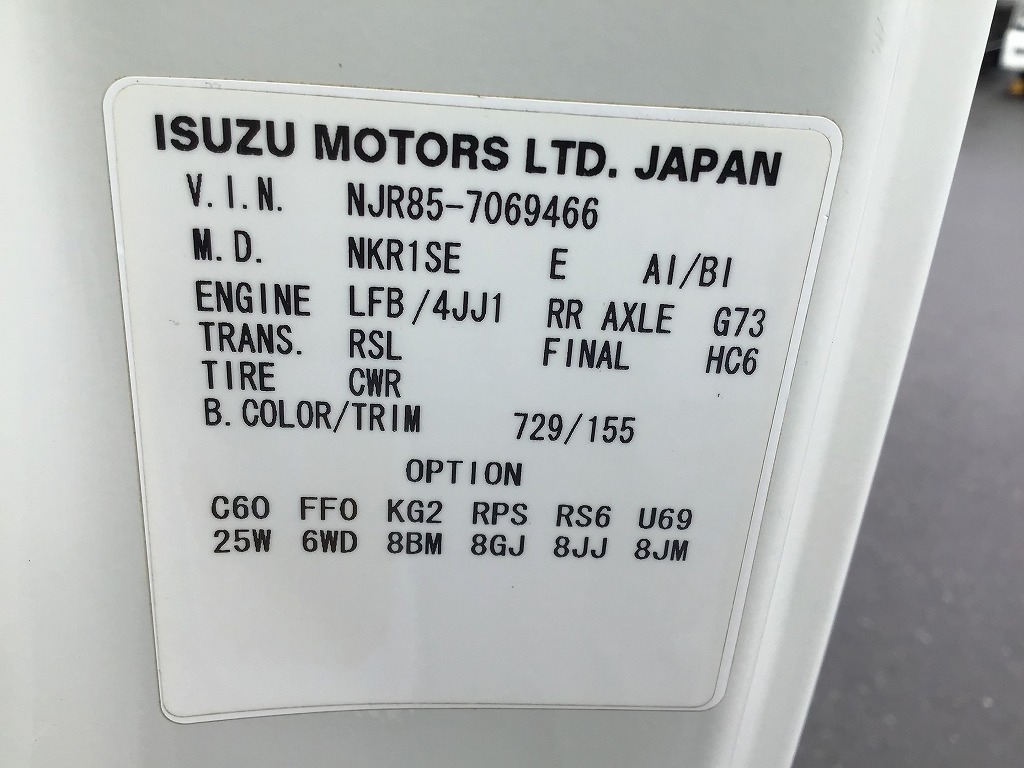 ISUZU MOTORS LTD. JAPAN
V.I.N. NJR85-7069466
M.D. NKR1SE E AI/BI
ENGINE LFB/4JJ1 RR AXLE G73
TRANS. RSL FINAL HC6
TIRE CWR
B.COLOR/TRIM 729/155
OPTION
C60 FF0 KG2 RPS RS6 U69
25W 6WD 8BM 8GJ 8JJ 8JM